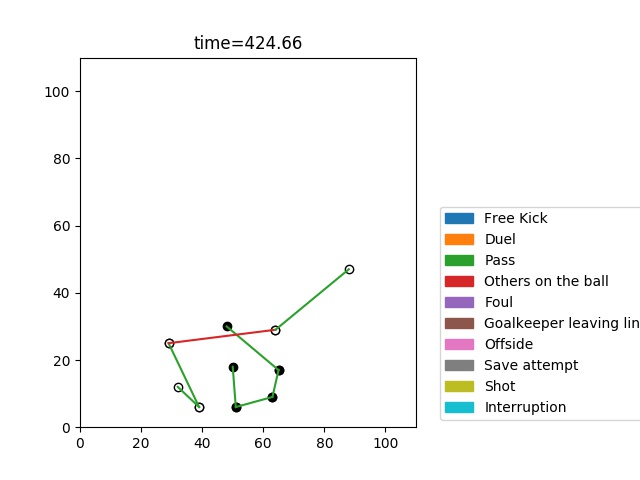 time=424.66
100
80
60
40
20
0
0 20 40 60 80 100
Free Kick
Duel
Pass
Others on the ball
Foul
Goalkeeper leaving lin
Offside
Save attempt
Shot
Interruption